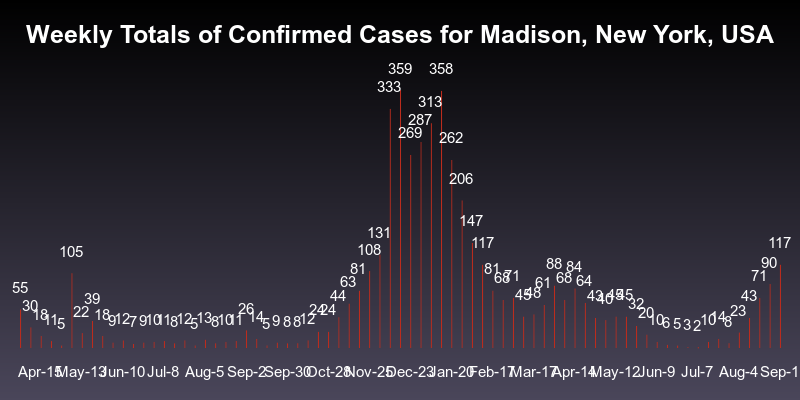 Weekly Totals of Confirmed Cases for Madison, New York, USA
55 30 18 11 5 105 22 39 18 9 12 7 9 10 11 8 12 5 13 8 10 11 26 14 5 9 8 8 12 24 24 44 63 81 108 131 333 359 269 287 313 358 262 206 147 117 81 68 71 45 48 61 88 68 84 64 43 40 45 45 32 20 10 6 5 3 2 10 14 8 23 43 71 90 117
Apr-15 May-13 Jun-10 Jul-8 Aug-5 Sep-2 Sep-30 Oct-28 Nov-25 Dec-23 Jan-20 Feb-17 Mar-17 Apr-14 May-12 Jun-9 Jul-7 Aug-4 Sep-1